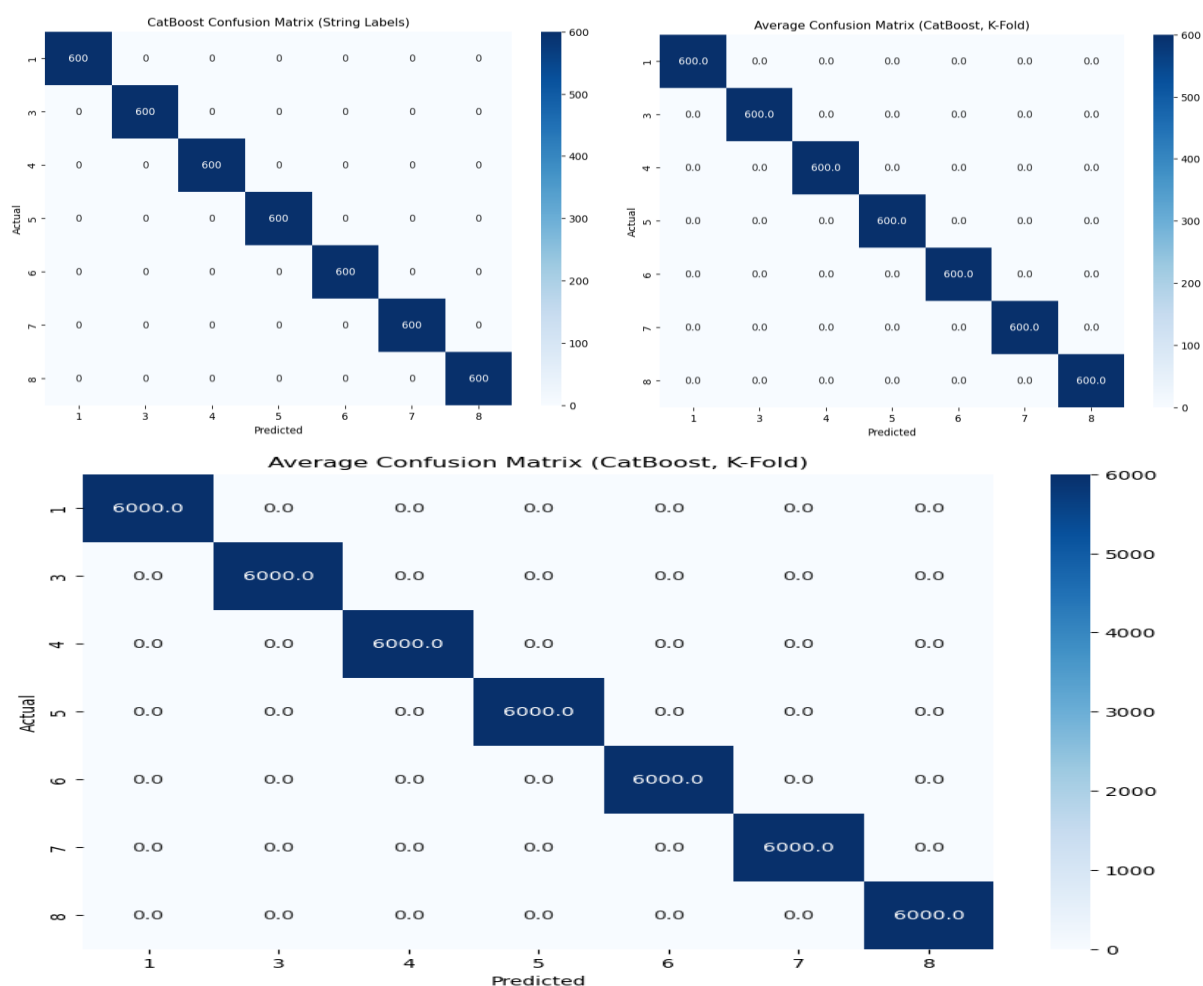 CatBoost Confusion Matrix (String Labels)
1 600 0 0 0 0 0 0
3 0 600 0 0 0 0 0
4 0 0 600 0 0 0 0
5 0 0 0 600 0 0 0
6 0 0 0 0 600 0 0
7 0 0 0 0 0 600 0
8 0 0 0 0 0 0 600
Actual
1 3 4 5 6 7 8
Predicted
600
500
400
300
200
100
0
Average Confusion Matrix (CatBoost, K-Fold)
1 600.0 0.0 0.0 0.0 0.0 0.0 0.0
3 0.0 600.0 0.0 0.0 0.0 0.0 0.0
4 0.0 0.0 600.0 0.0 0.0 0.0 0.0
5 0.0 0.0 0.0 600.0 0.0 0.0 0.0
6 0.0 0.0 0.0 0.0 600.0 0.0 0.0
7 0.0 0.0 0.0 0.0 0.0 600.0 0.0
8 0.0 0.0 0.0 0.0 0.0 0.0 600.0
Actual
1 3 4 5 6 7 8
Predicted
600
500
400
300
200
100
0
Average Confusion Matrix (CatBoost, K-Fold)
1 6000.0 0.0 0.0 0.0 0.0 0.0 0.0
3 0.0 6000.0 0.0 0.0 0.0 0.0 0.0
4 0.0 0.0 6000.0 0.0 0.0 0.0 0.0
5 0.0 0.0 0.0 6000.0 0.0 0.0 0.0
6 0.0 0.0 0.0 0.0 6000.0 0.0 0.0
7 0.0 0.0 0.0 0.0 0.0 6000.0 0.0
8 0.0 0.0 0.0 0.0 0.0 0.0 6000.0
Actual
1 3 4 5 6 7 8
Predicted
6000
5000
4000
3000
2000
1000
0